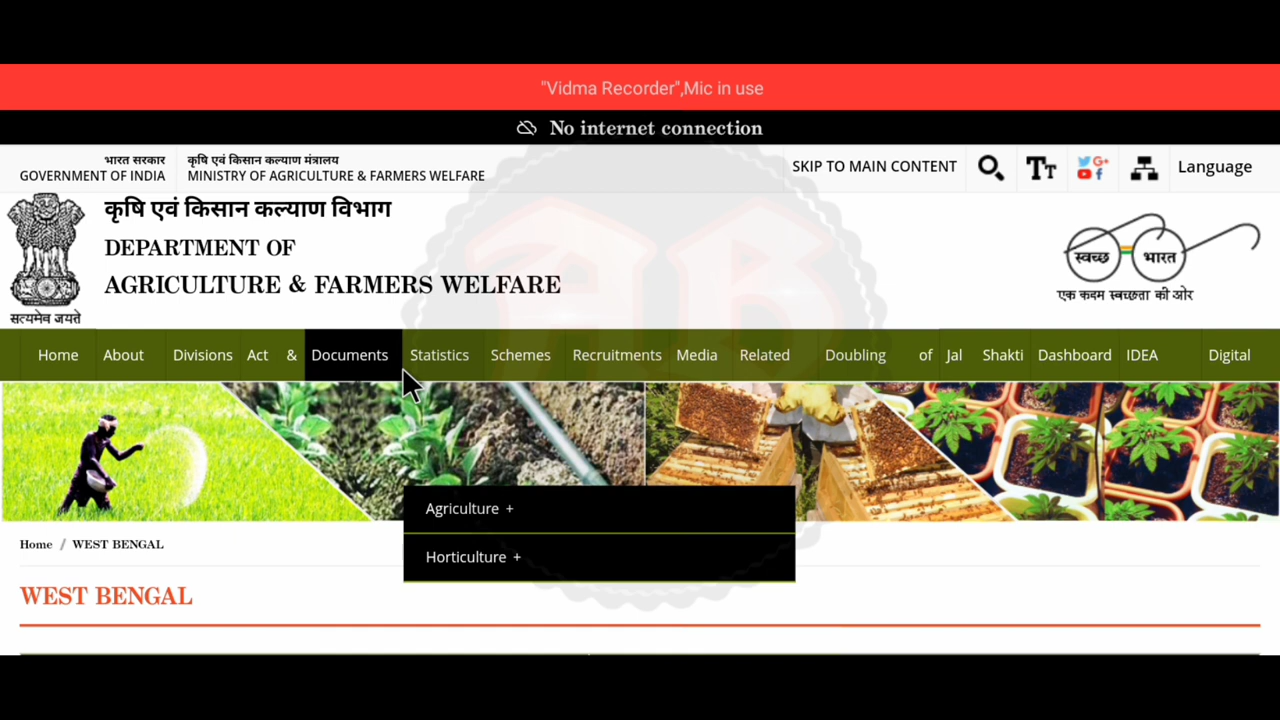 "Vidma Recorder",Mic in use
No internet connection
भारत सरकार
GOVERNMENT OF INDIA
कृषि एवं किसान कल्याण मंत्रालय
MINISTRY OF AGRICULTURE & FARMERS WELFARE
SKIP TO MAIN CONTENT
TT
Language
कृषि एवं किसान कल्याण विभाग
DEPARTMENT OF
AGRICULTURE & FARMERS WELFARE
सत्यमेव जयते
स्वच्छ भारत
एक कदम स्वच्छता की ओर
AB
Home About Divisions Act & Documents Statistics Schemes Recruitments Media Related Doubling of Jal Shakti Dashboard IDEA Digital
Agriculture +
Horticulture +
Home / WEST BENGAL
WEST BENGAL